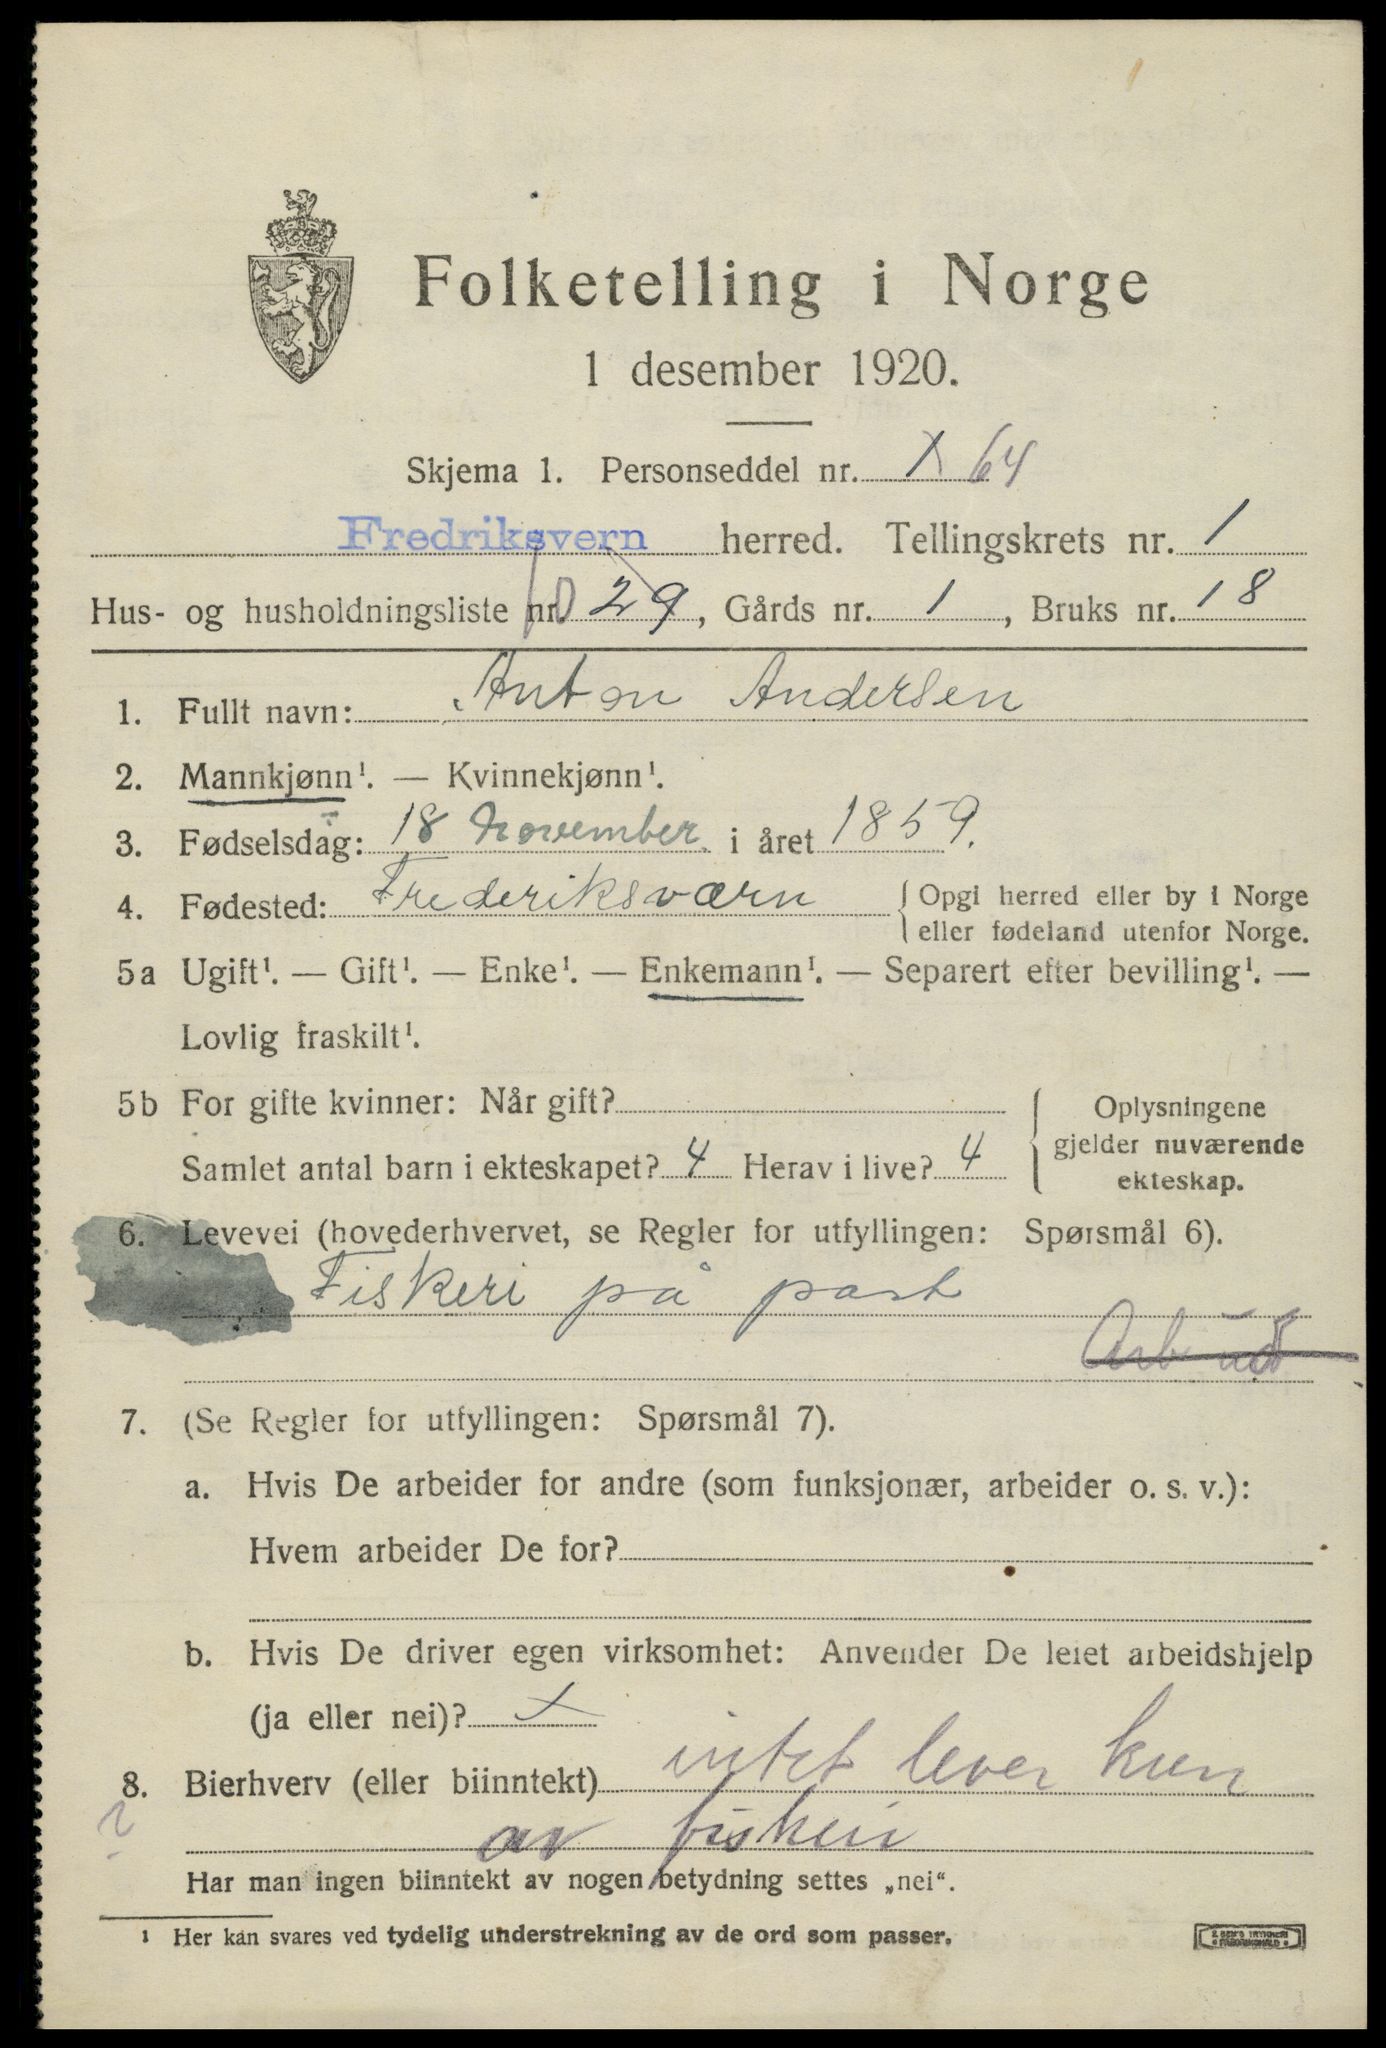 Folketelling i Norge
1 desember 1920.
Skjema 1. Personseddel nr. 1 64
Fredriksvern herred. Tellingskrets nr. 1
Hus- og husholdningsliste nr. 10 29, Gårds nr. 1, Bruks nr. 18
1. Fullt navn: Anton Andersen
2. Mannkjønn¹. — Kvinnekjønn¹.
3. Fødselsdag: 18 November i året 1859.
4. Fødested: Frederiksværn { Opgi herred eller by i Norge
eller fødeland utenfor Norge.
5a Ugift¹. — Gift¹. — Enke¹. — Enkemann¹. — Separert efter bevilling¹. —
Lovlig fraskilt¹.
5b For gifte kvinner: Når gift?
Samlet antal barn i ekteskapet? 4 Herav i live? 4
Oplysningene
gjelder nuværende
ekteskap.
6. Levevei (hovederhvervet, se Regler for utfyllingen: Spørsmål 6).
Fiskeri på part
Arb
7. (Se Regler for utfyllingen: Spørsmål 7).
a. Hvis De arbeider for andre (som funksjonær, arbeider o. s. v.):
Hvem arbeider De for?
b. Hvis De driver egen virksomhet: Anvender De leiet arbeidshjelp
(ja eller nei)? x
8. Bierhverv (eller biinntekt) intet lever kun
? av fiskeri
Har man ingen biinntekt av nogen betydning settes „nei“.
¹ Her kan svares ved tydelig understrekning av de ord som passer.